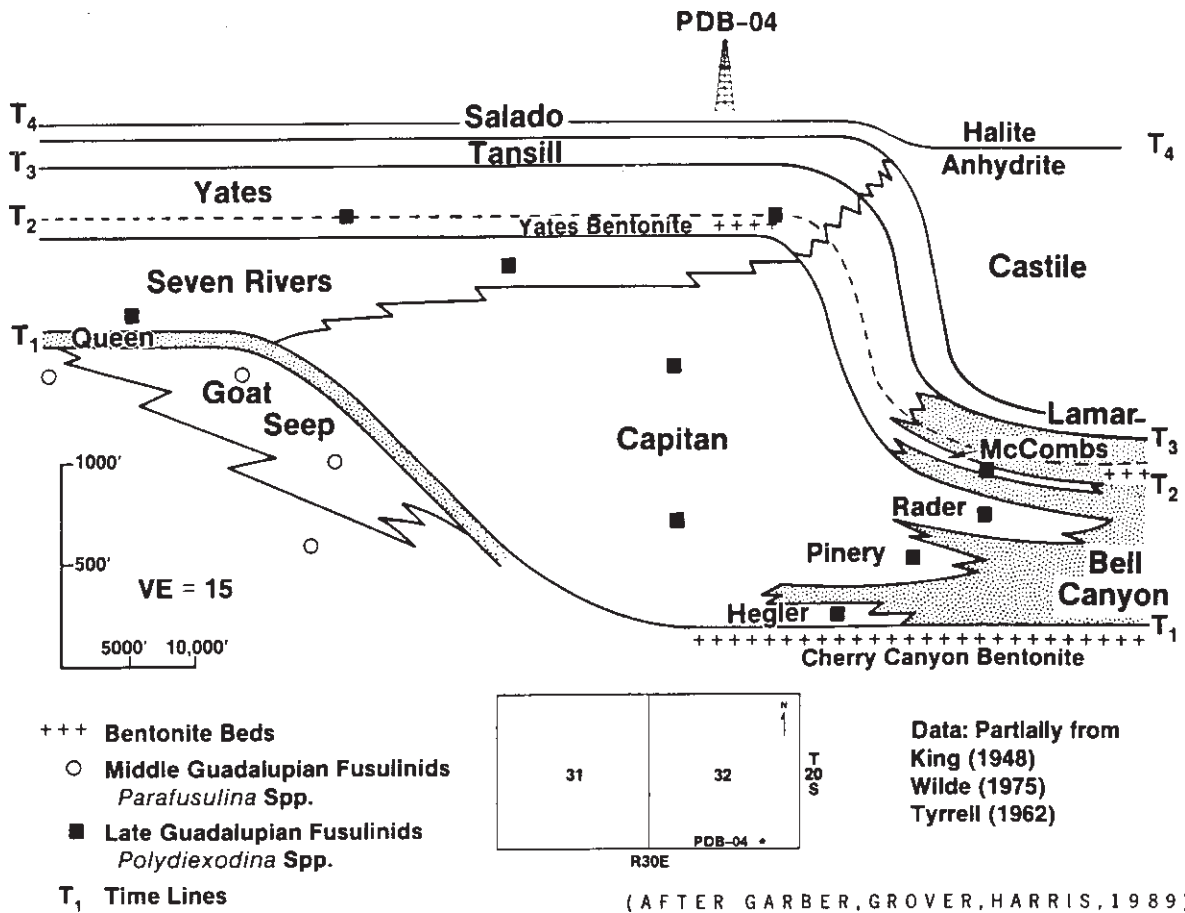 PDB-04
T4 Salado Halite T4
T3 Tansill Anhydrite
Yates
T2 Yates Bentonite
+++
Castile
Seven Rivers
T1 Queen
Goat
Seep
Capitan
Lamar
T3
McCombs
+++
T2
1000'
Rader
500'
Pinery
Bell
Canyon
VE = 15
Hegler
T1
5000' 10,000'
+++++++++++++++++++++++++++++
Cherry Canyon Bentonite
+++ Bentonite Beds
Middle Guadalupian Fusulinids
Parafusulina Spp.
Late Guadalupian Fusulinids
Polydiexodina Spp.
T1 Time Lines
N
31 32
T
20
S
PDB-04
R30E
Data: Partially from
King (1948)
Wilde (1975)
Tyrrell (1962)
(AFTER GARBER, GROVER, HARRIS, 1989)